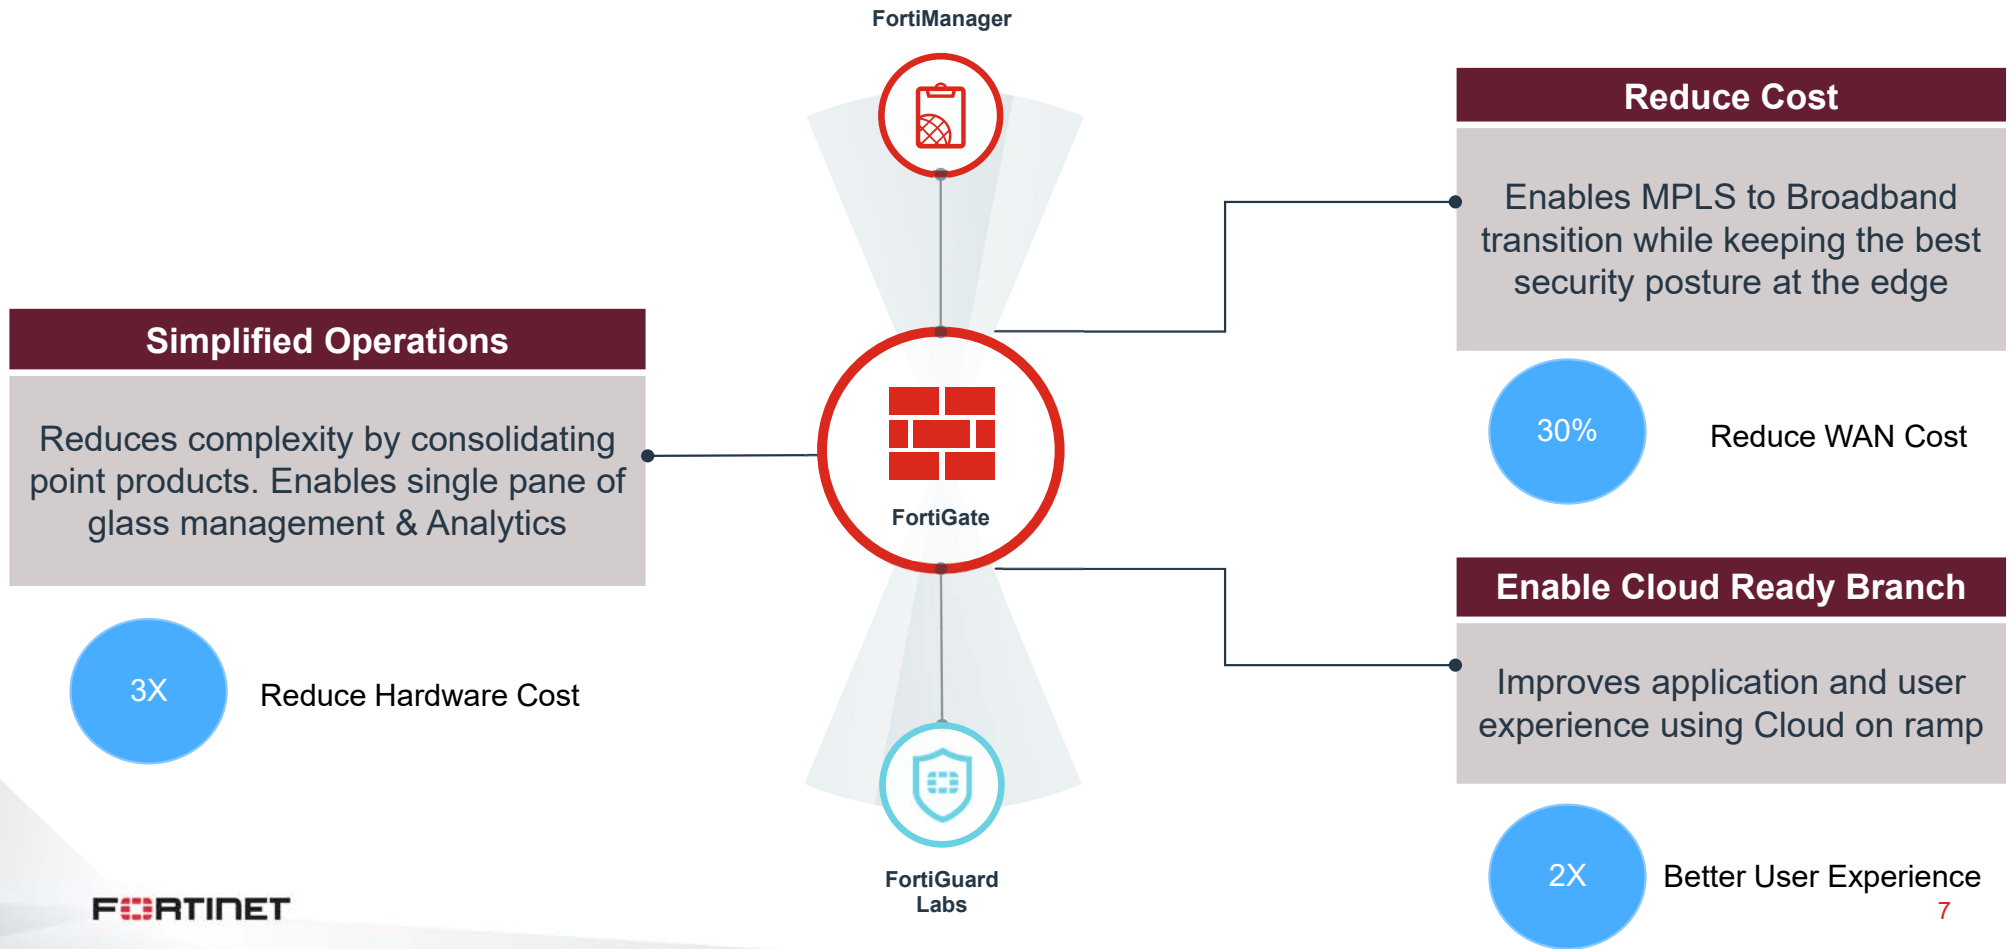 FortiManager
Simplified Operations
Reduces complexity by consolidating
point products. Enables single pane of
glass management & Analytics
3X
Reduce Hardware Cost
FortiGate
FortiGuard
Labs
Reduce Cost
Enables MPLS to Broadband
transition while keeping the best
security posture at the edge
30%
Reduce WAN Cost
Enable Cloud Ready Branch
Improves application and user
experience using Cloud on ramp
2X
Better User Experience
FORTINET
7